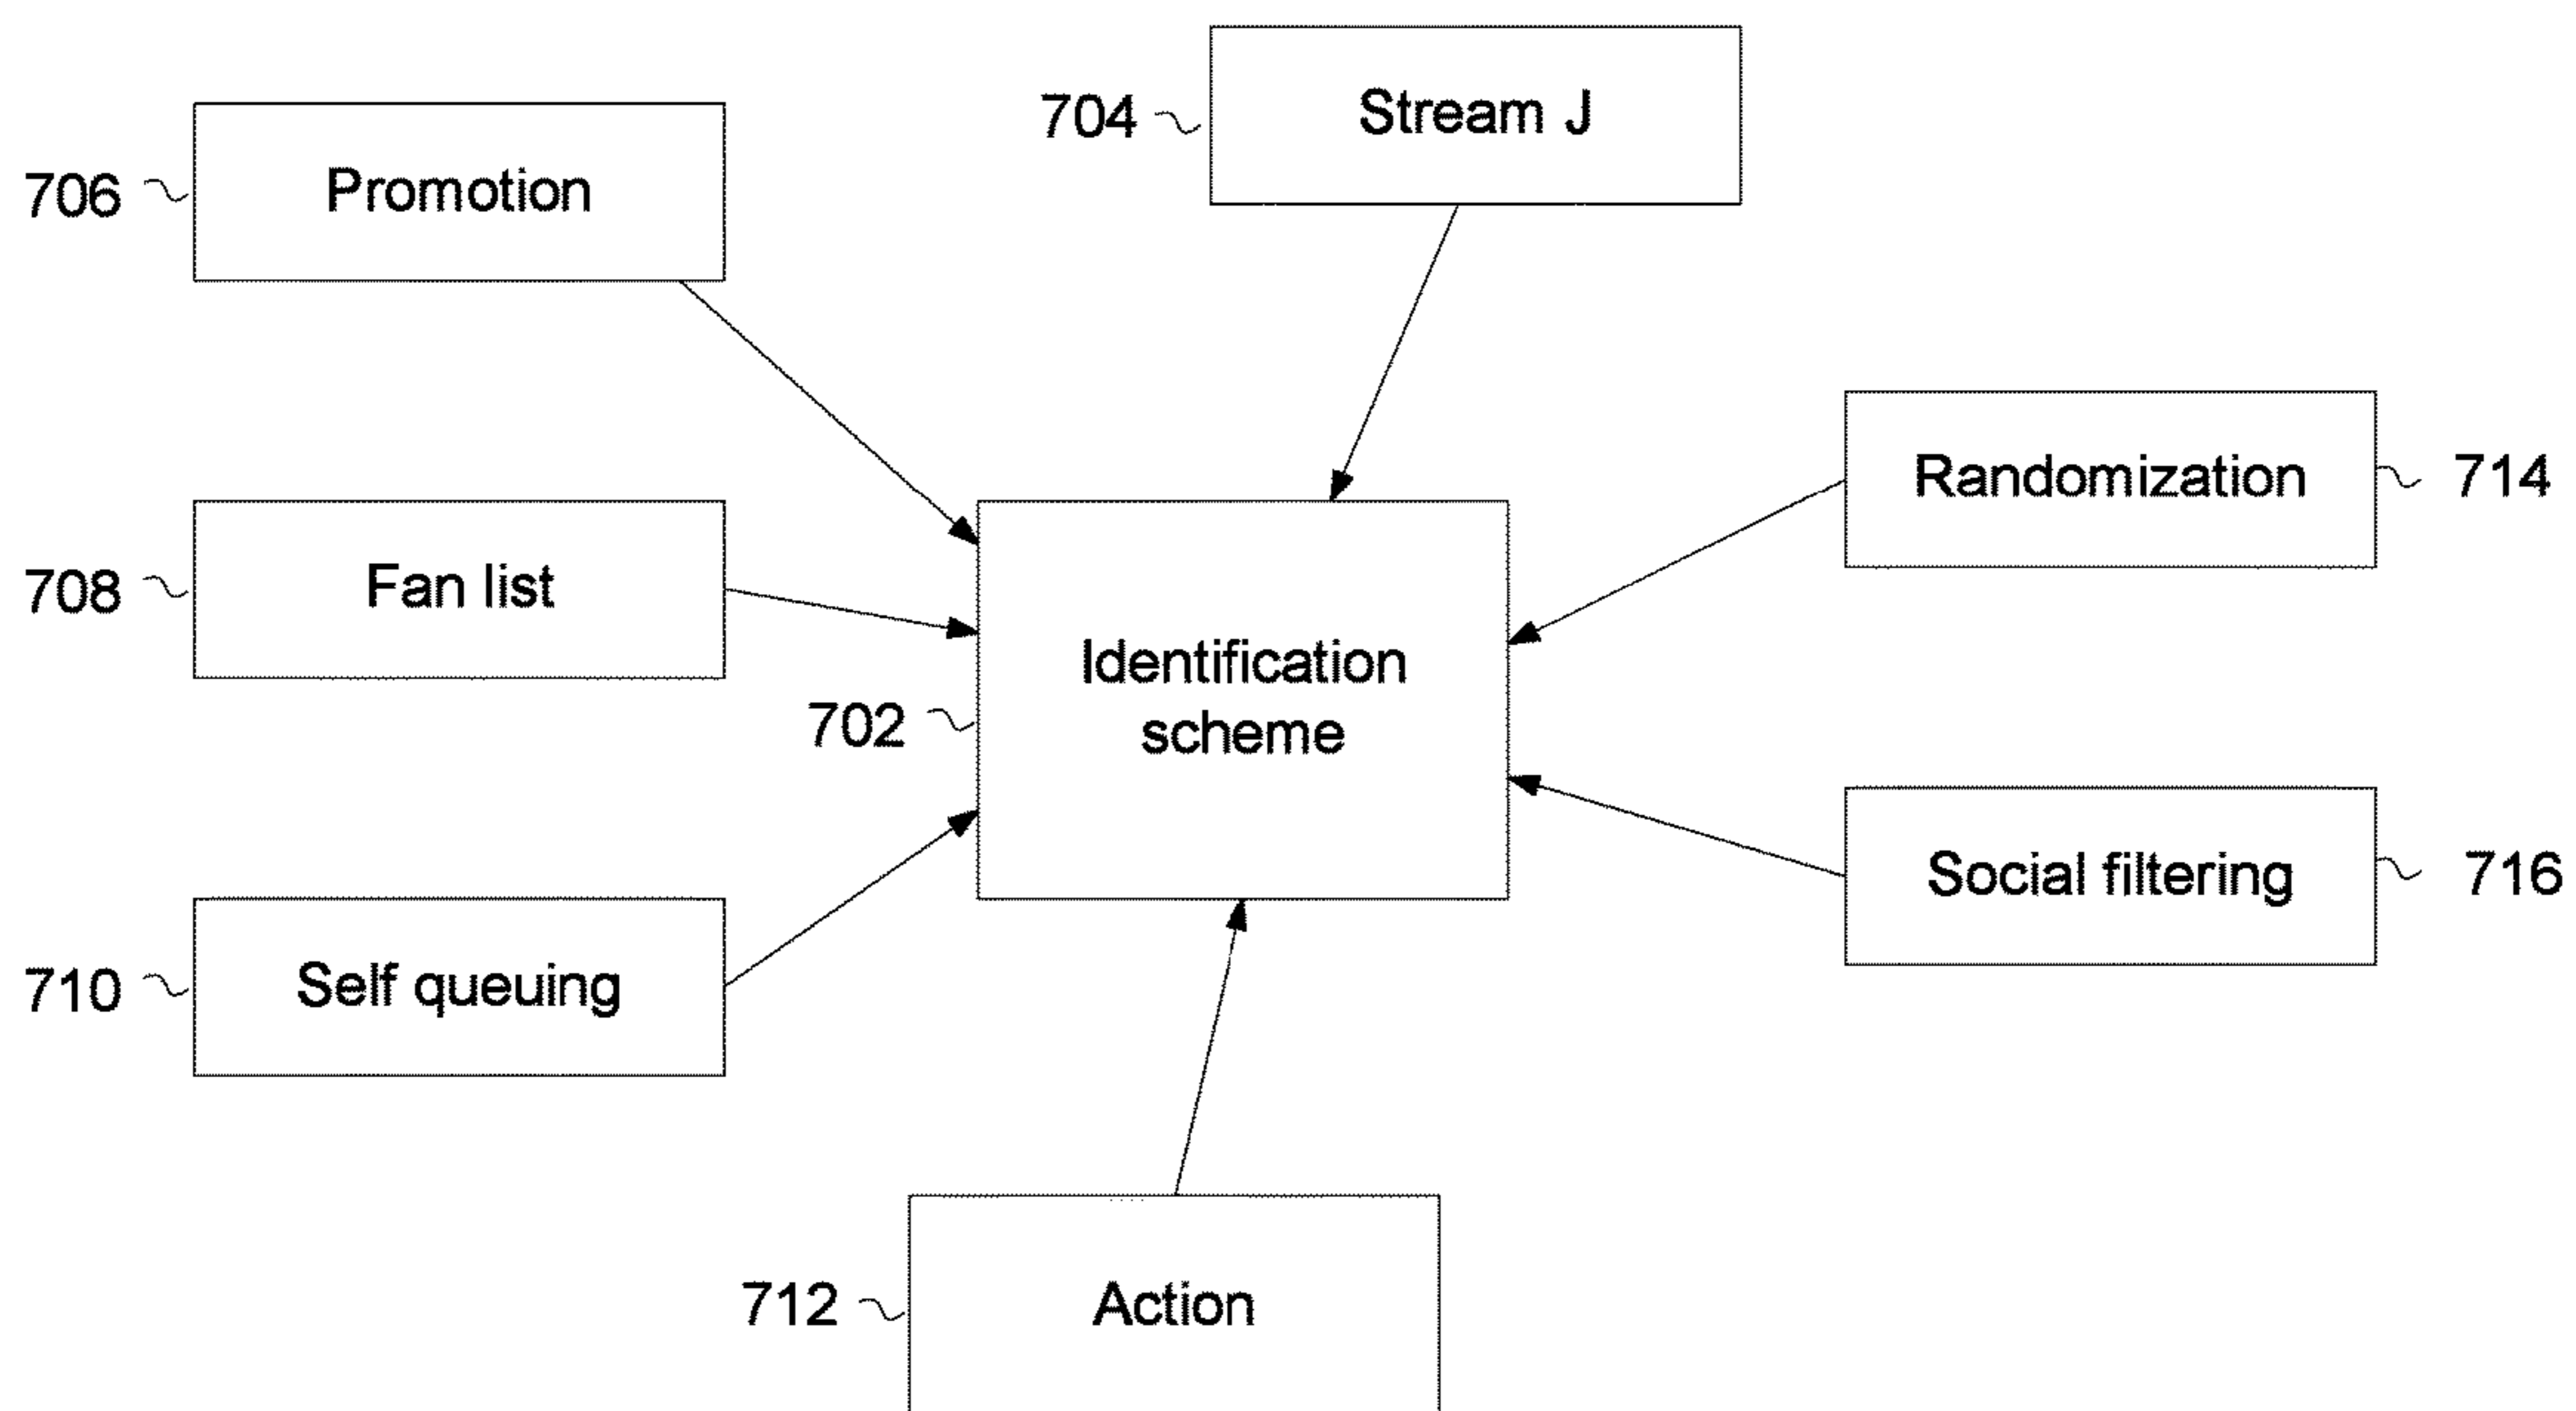 704
Stream J
706
Promotion
Randomization
714
708
Fan list
Identification
scheme
702
Social filtering
716
710
Self queuing
712
Action